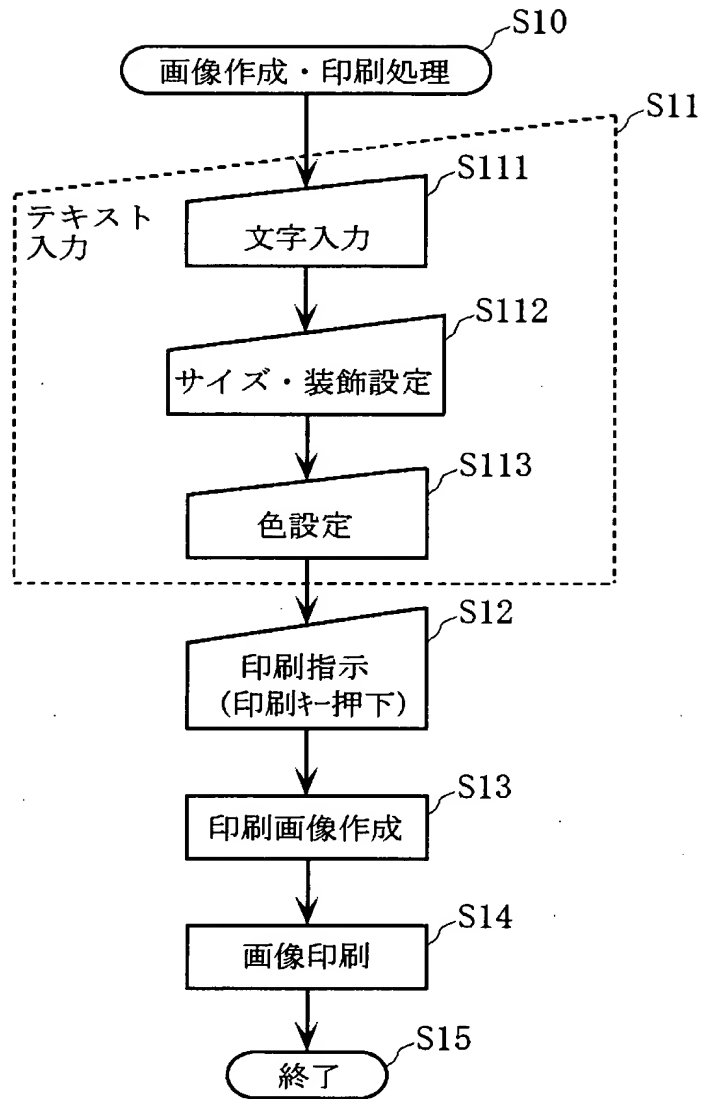 S10
画像作成・印刷処理
S11
テキスト
入力
S111
文字入力
S112
サイズ・装飾設定
S113
色設定
S12
印刷指示
(印刷ｷｰ押下)
S13
印刷画像作成
S14
画像印刷
S15
終了